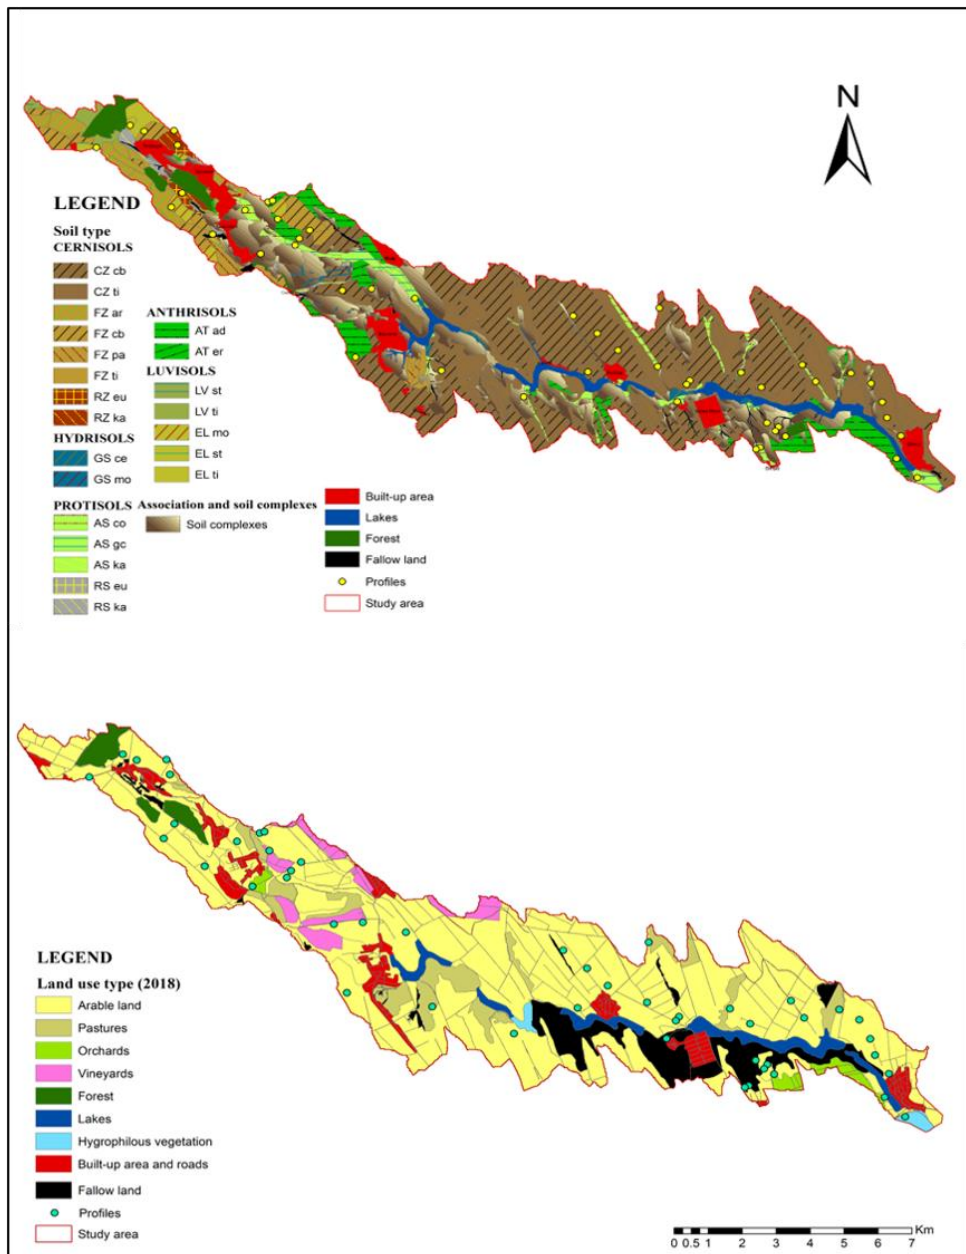 N
LEGEND
Soil type
CERNISOLS
CZ cb
CZ ti
FZ ar
FZ cb
FZ pa
FZ ti
RZ eu
RZ ka
HYDRISOLS
GS ce
GS mo
PROTISOLS
AS co
AS gc
AS ka
RS eu
RS ka
ANTHRISOLS
AT ad
AT er
LUVISOLS
LV st
LV ti
EL mo
EL st
EL ti
Association and soil complexes
Soil complexes
Built-up area
Lakes
Forest
Fallow land
Profiles
Study area
LEGEND
Land use type (2018)
Arable land
Pastures
Orchards
Vineyards
Forest
Lakes
Hygrophilous vegetation
Built-up area and roads
Fallow land
Profiles
Study area
Km
0 0.5 1 2 3 4 5 6 7